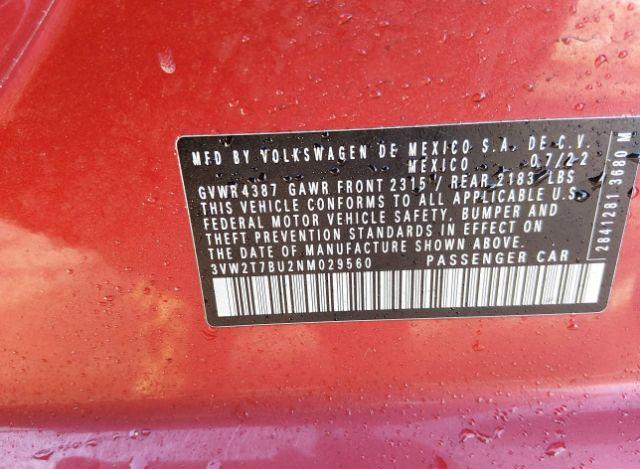 MFD BY VOLKSWAGEN DE MEXICO S.A. DE C.V.
MEXICO 07/22
GVWR4387 GAWR FRONT 2315 / REAR 2183 LBS
THIS VEHICLE CONFORMS TO ALL APPLICABLE U.S.
FEDERAL MOTOR VEHICLE SAFETY, BUMPER AND
THEFT PREVENTION STANDARDS IN EFFECT ON
THE DATE OF MANUFACTURE SHOWN ABOVE.
3VW2T7BU2NM029560 PASSENGER CAR
2841281 3680 M